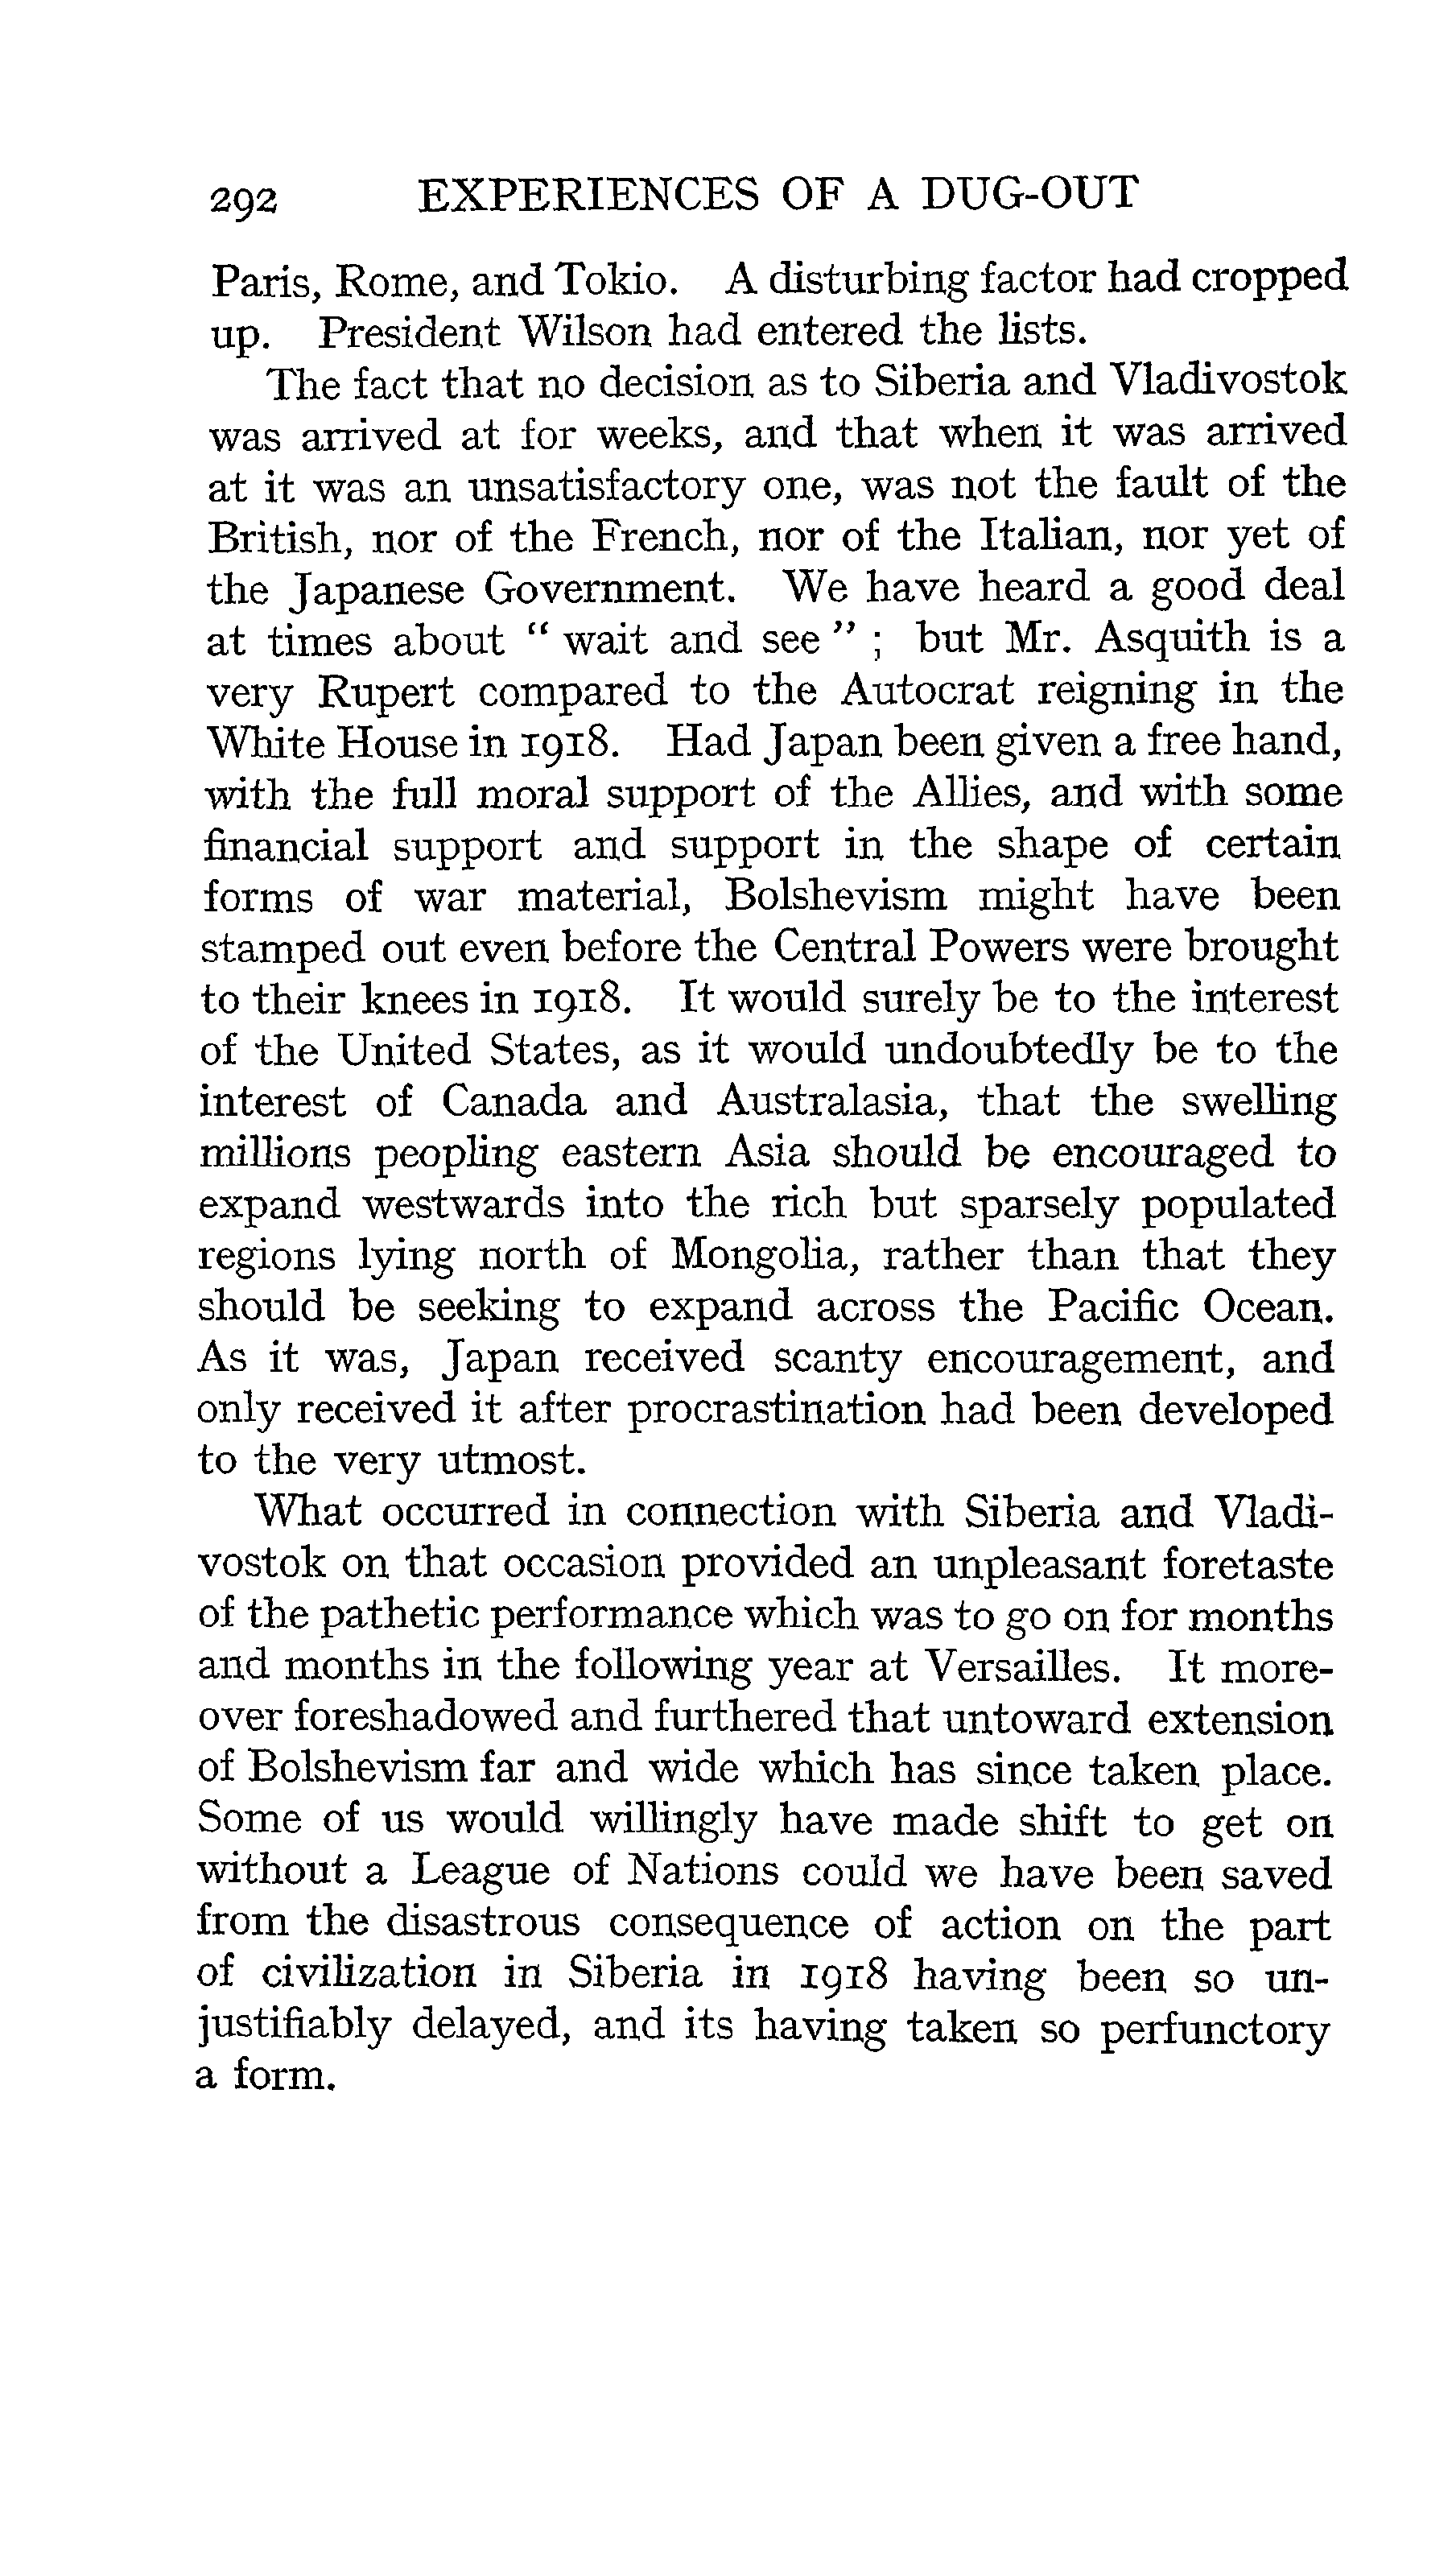 292 EXPERIENCES OF A DUG-OUT
Paris, Rome, and Tokio. A disturbing factor had cropped
up. President Wilson had entered the lists.
The fact that no decision as to Siberia and Vladivostok
was arrived at for weeks, and that when it was arrived
at it was an unsatisfactory one, was not the fault of the
British, nor of the French, nor of the Italian, nor yet of
the Japanese Government. We have heard a good deal
at times about “ wait and see ” ; but Mr. Asquith is a
very Rupert compared to the Autocrat reigning in the
White House in 1918. Had Japan been given a free hand,
with the full moral support of the Allies, and with some
financial support and support in the shape of certain
forms of war material, Bolshevism might have been
stamped out even before the Central Powers were brought
to their knees in 1918. It would surely be to the interest
of the United States, as it would undoubtedly be to the
interest of Canada and Australasia, that the swelling
millions peopling eastern Asia should be encouraged to
expand westwards into the rich but sparsely populated
regions lying north of Mongolia, rather than that they
should be seeking to expand across the Pacific Ocean.
As it was, Japan received scanty encouragement, and
only received it after procrastination had been developed
to the very utmost.
What occurred in connection with Siberia and Vladi-
vostok on that occasion provided an unpleasant foretaste
of the pathetic performance which was to go on for months
and months in the following year at Versailles. It more-
over foreshadowed and furthered that untoward extension
of Bolshevism far and wide which has since taken place.
Some of us would willingly have made shift to get on
without a League of Nations could we have been saved
from the disastrous consequence of action on the part
of civilization in Siberia in 1918 having been so un-
justifiably delayed, and its having taken so perfunctory
a form.